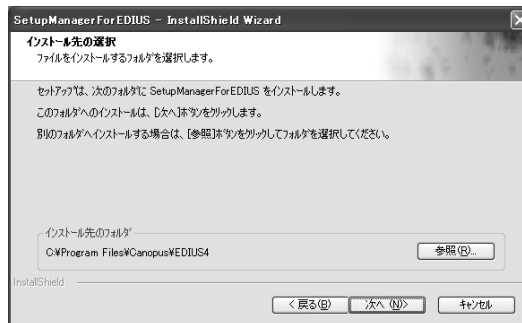 SetupManagerForEDIUS - InstallShield Wizard
インストール先の選択
ファイルをインストールするフォルダを選択します。
セットアップは、次のフォルダに SetupManagerForEDIUS をインストールします。
このフォルダへのインストールは、[次へ]ボタンをクリックします。
別のフォルダへインストールする場合は、[参照]ボタンをクリックしてフォルダを選択してください。
インストール先のフォルダ
C:¥Program Files¥Canopus¥EDIUS4
参照(R)...
InstallShield
< 戻る(B)
次へ (N)>
キャンセル